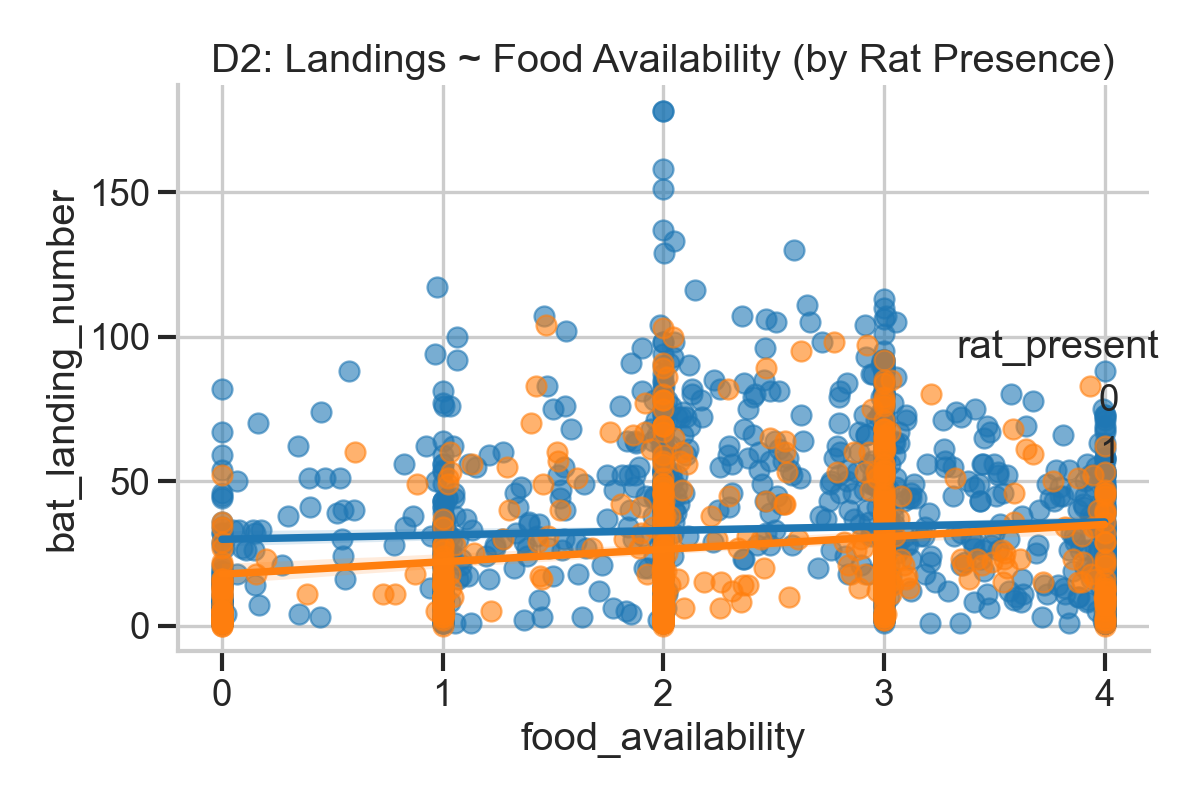 D2: Landings ~ Food Availability (by Rat Presence)
bat_landing_number
150
100
50
0
rat_present
0
1
0 1 2 3 4
food_availability